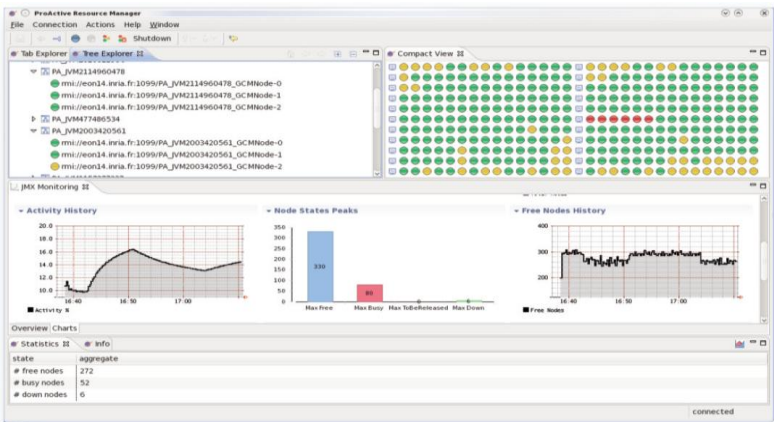 ProActive Resource Manager
File Connection Actions Help Window
Shutdown
Tab Explorer Tree Explorer
PA_JVM2114960478
rmi://eon14.inria.fr:1099/PA_JVM2114960478_GCMNode-0
rmi://eon14.inria.fr:1099/PA_JVM2114960478_GCMNode-1
rmi://eon14.inria.fr:1099/PA_JVM2114960478_GCMNode-2
PA_JVM477486534
PA_JVM2003420561
rmi://eon14.inria.fr:1099/PA_JVM2003420561_GCMNode-0
rmi://eon14.inria.fr:1099/PA_JVM2003420561_GCMNode-1
rmi://eon14.inria.fr:1099/PA_JVM2003420561_GCMNode-2
Compact View
JMX Monitoring
Activity History
20.0
18.0
16.0
14.0
12.0
10.0
16:40 16:50 17:00
Activity %
Node States Peaks
350
300
250
200
150
100
50
0
330
80
Max Free Max Busy Max ToBeReleased Max Down
Free Nodes History
400
300
200
16:40 16:50 17:00
Free Nodes
Overview Charts
Statistics Info
state aggregate
# free nodes 272
# busy nodes 52
# down nodes 6
connected